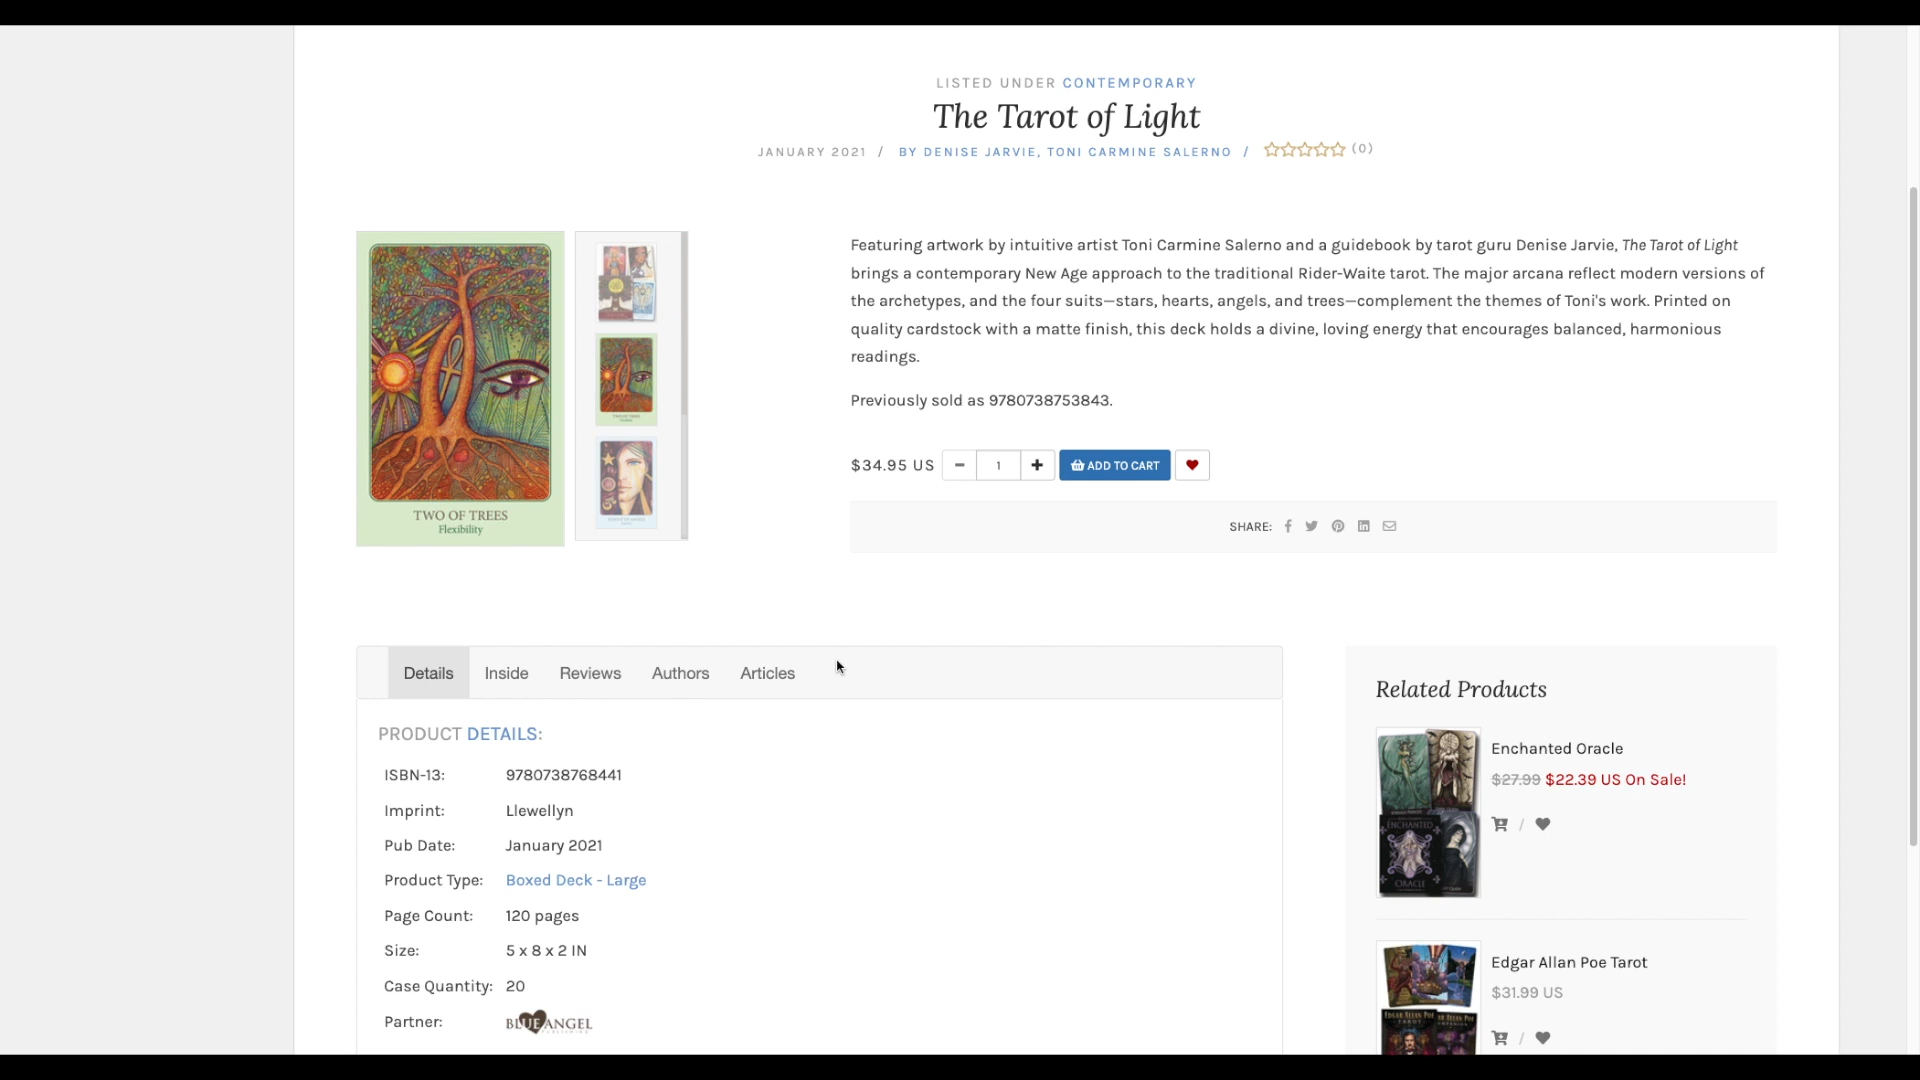 LISTED UNDER CONTEMPORARY
The Tarot of Light
JANUARY 2021 / BY DENISE JARVIE, TONI CARMINE SALERNO / (0)
TWO OF TREES
Flexibility
Featuring artwork by intuitive artist Toni Carmine Salerno and a guidebook by tarot guru Denise Jarvie, The Tarot of Light
brings a contemporary New Age approach to the traditional Rider-Waite tarot. The major arcana reflect modern versions of
the archetypes, and the four suits—stars, hearts, angels, and trees—complement the themes of Toni's work. Printed on
quality cardstock with a matte finish, this deck holds a divine, loving energy that encourages balanced, harmonious
readings.
Previously sold as 9780738753843.
$34.95 US 1 ADD TO CART
SHARE:
Details Inside Reviews Authors Articles
PRODUCT DETAILS:
ISBN-13: 9780738768441
Imprint: Llewellyn
Pub Date: January 2021
Product Type: Boxed Deck - Large
Page Count: 120 pages
Size: 5 x 8 x 2 IN
Case Quantity: 20
Partner: BLUE ANGEL
Related Products
Enchanted Oracle
$27.99 $22.39 US On Sale!
/
ENCHANTED
ORACLE
Edgar Allan Poe Tarot
$31.99 US
/
EDGAR ALLAN POE
TAROT